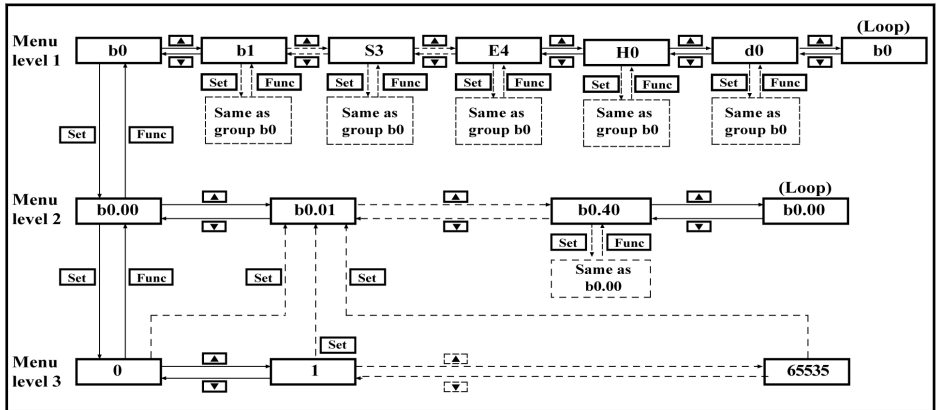 (Loop)
Menu level 1
b0 ▲ ▼ b1 ▲ ▼ S3 ▲ ▼ E4 ▲ ▼ H0 ▲ ▼ d0 ▲ ▼ b0
Set Func Set Func Set Func Set Func Set Func
Same as group b0
Same as group b0
Same as group b0
Same as group b0
Same as group b0
Set Func
(Loop)
Menu level 2
b0.00 ▲ ▼ b0.01 ▲ ▼ b0.40 ▲ ▼ b0.00
Set Func
Same as b0.00
Set Func Set Set
Set
Menu level 3
0 ▲ ▼ 1 ▲ ▼ 65535